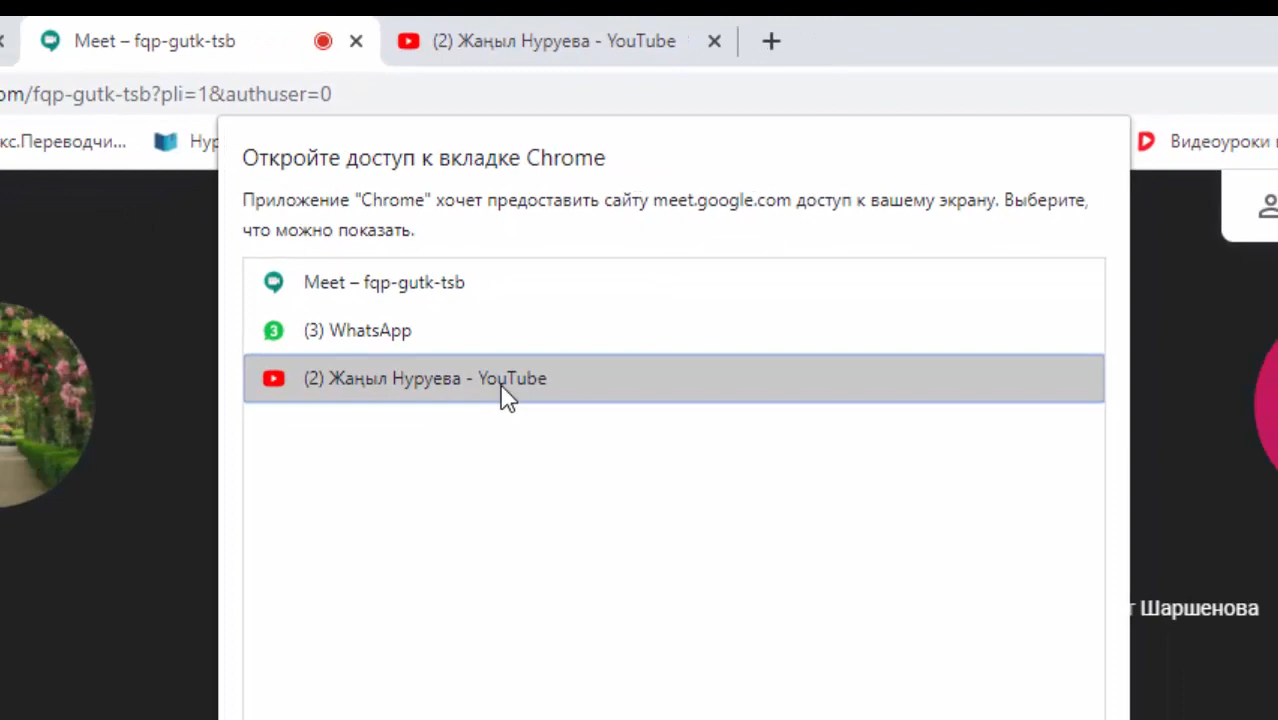 Meet – fqp-gutk-tsb
(2) Жаңыл Нуруева - YouTube
om/fqp-gutk-tsb?pli=1&authuser=0
кс.Переводчи...
Нур
Видеоуроки
Откройте доступ к вкладке Chrome
Приложение "Chrome" хочет предоставить сайту meet.google.com доступ к вашему экрану. Выберите,
что можно показать.
Meet – fqp-gutk-tsb
3 (3) WhatsApp
(2) Жаңыл Нуруева - YouTube
т Шаршенова